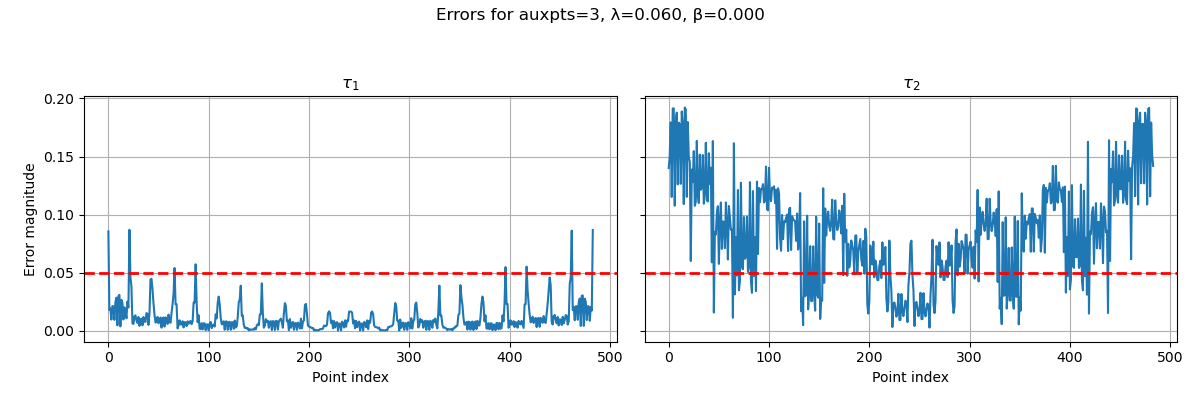 Errors for auxpts=3, λ=0.060, β=0.000
τ₁
τ₂
Error magnitude
0.20
0.15
0.10
0.05
0.00
0 100 200 300 400 500
0 100 200 300 400 500
Point index
Point index